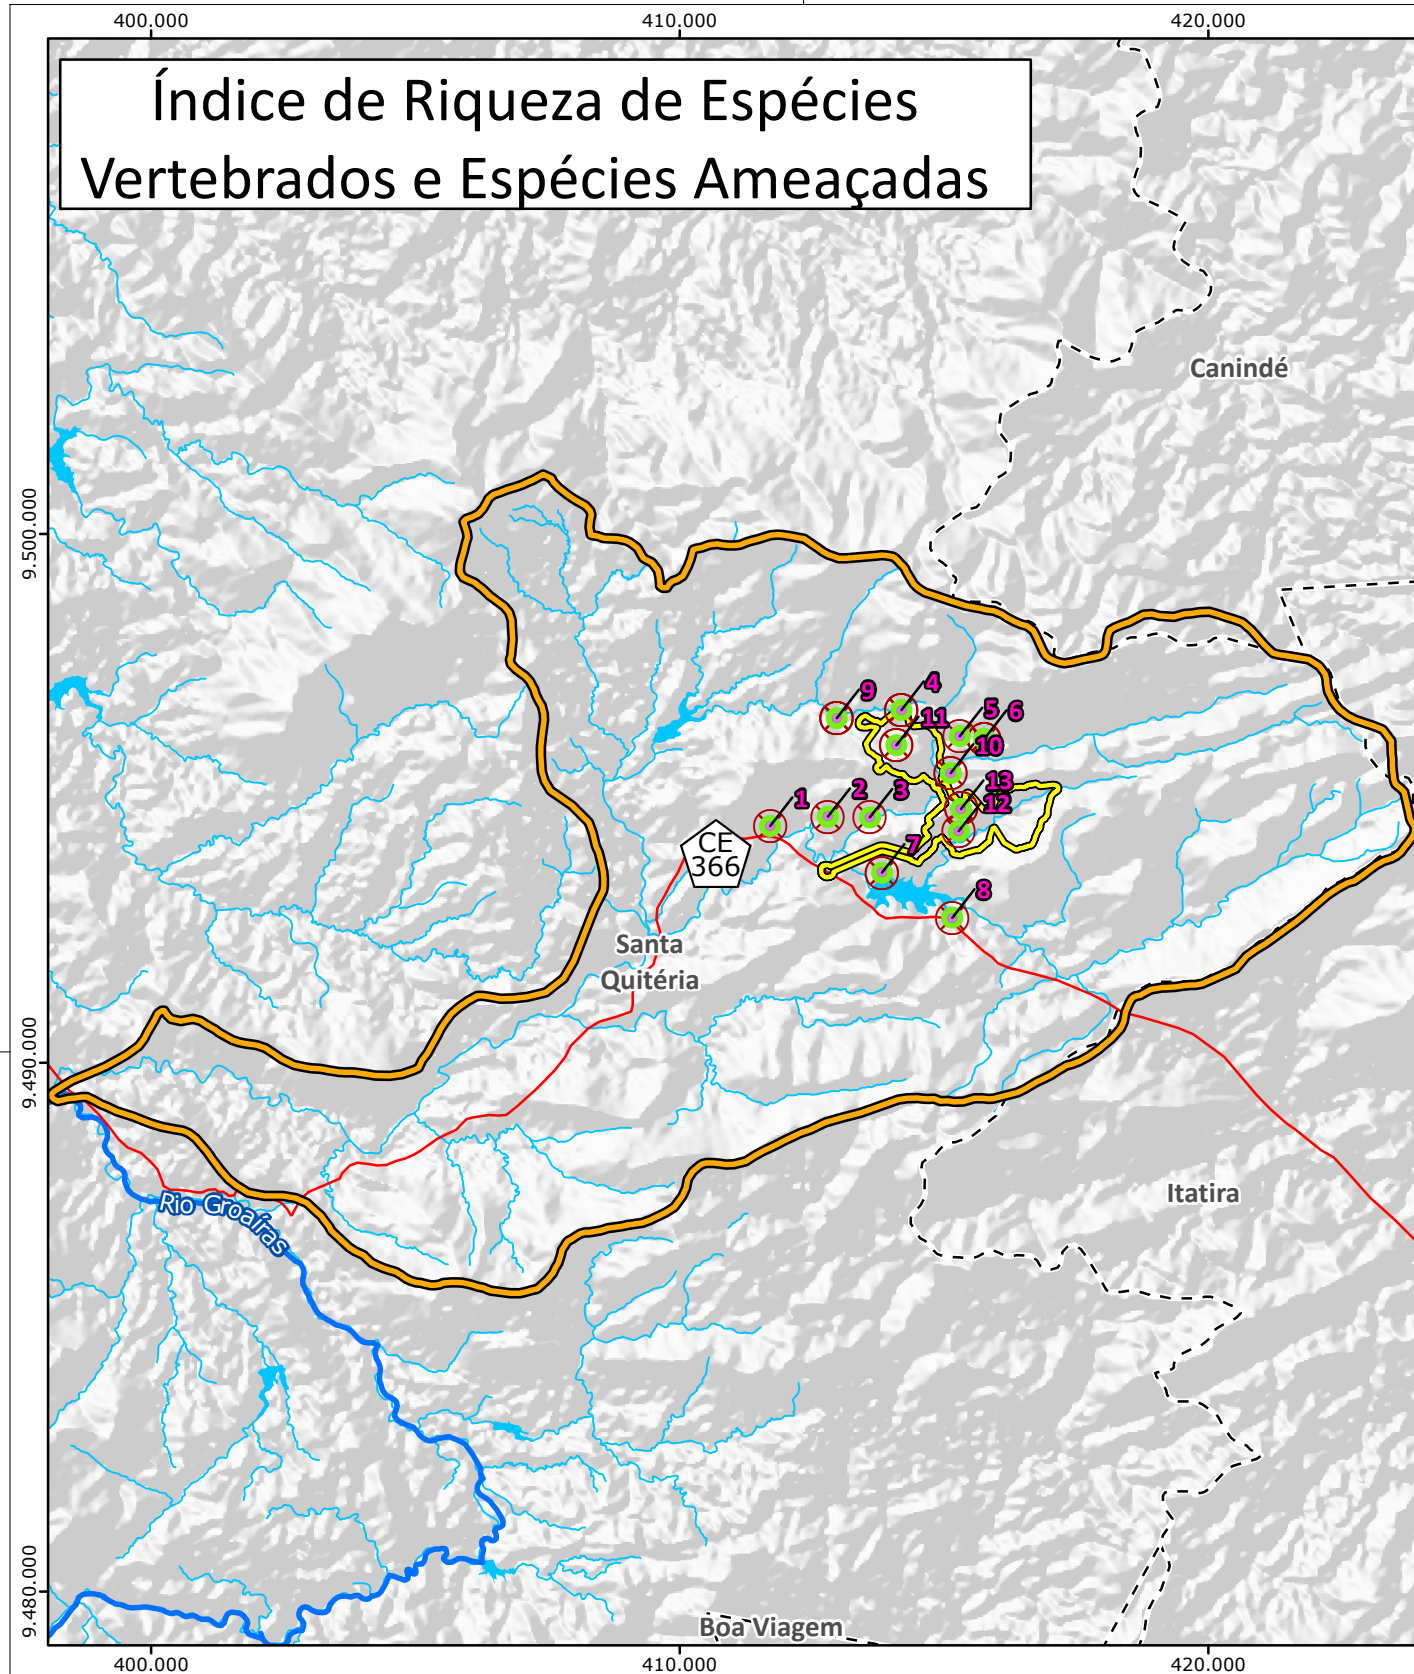 400.000
410.000
420.000
Índice de Riqueza de Espécies
Vertebrados e Espécies Ameaçadas
Canindé
9.500.000
9
4
11
5
6
10
13
12
1
2
3
7
8
CE
366
Santa
Quitéria
9.490.000
Rio Groaíras
Itatira
9.480.000
Boa Viagem
400.000
410.000
420.000